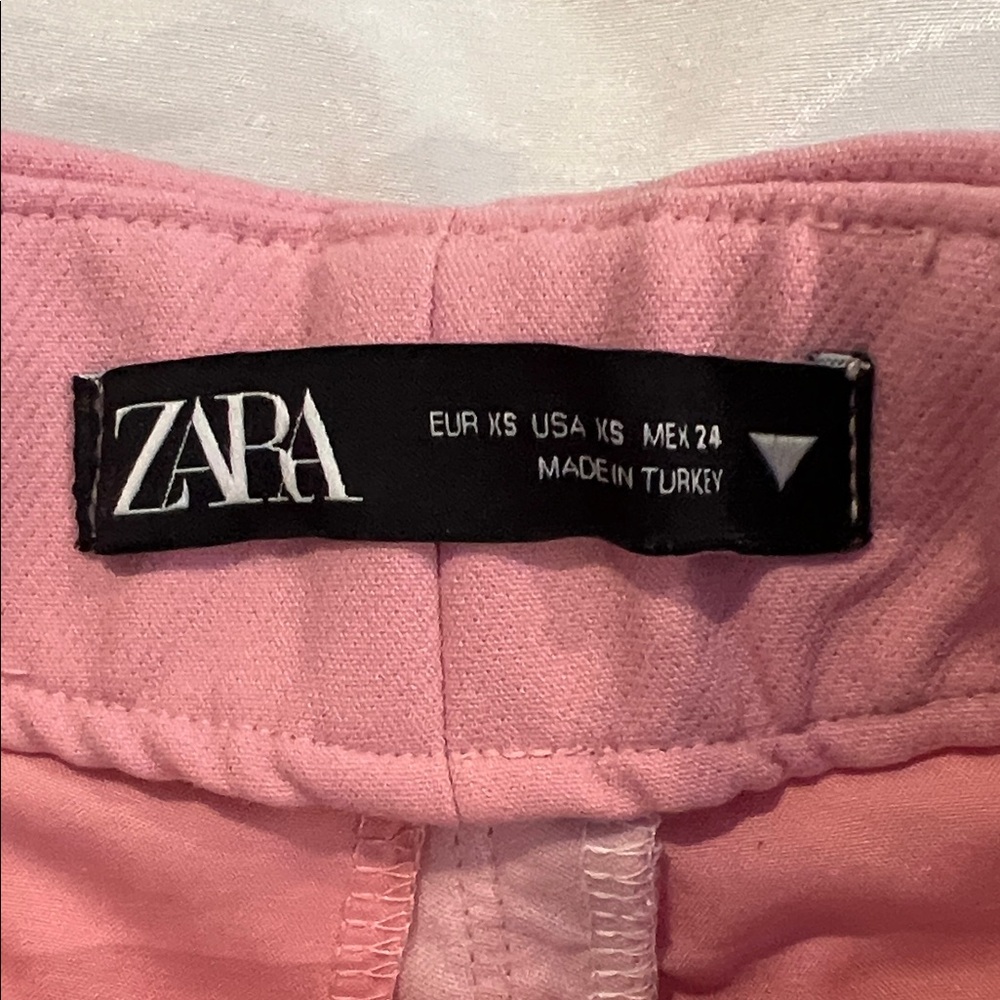 ZARA
EUR XS USA XS MEX 24
MADE IN TURKEY